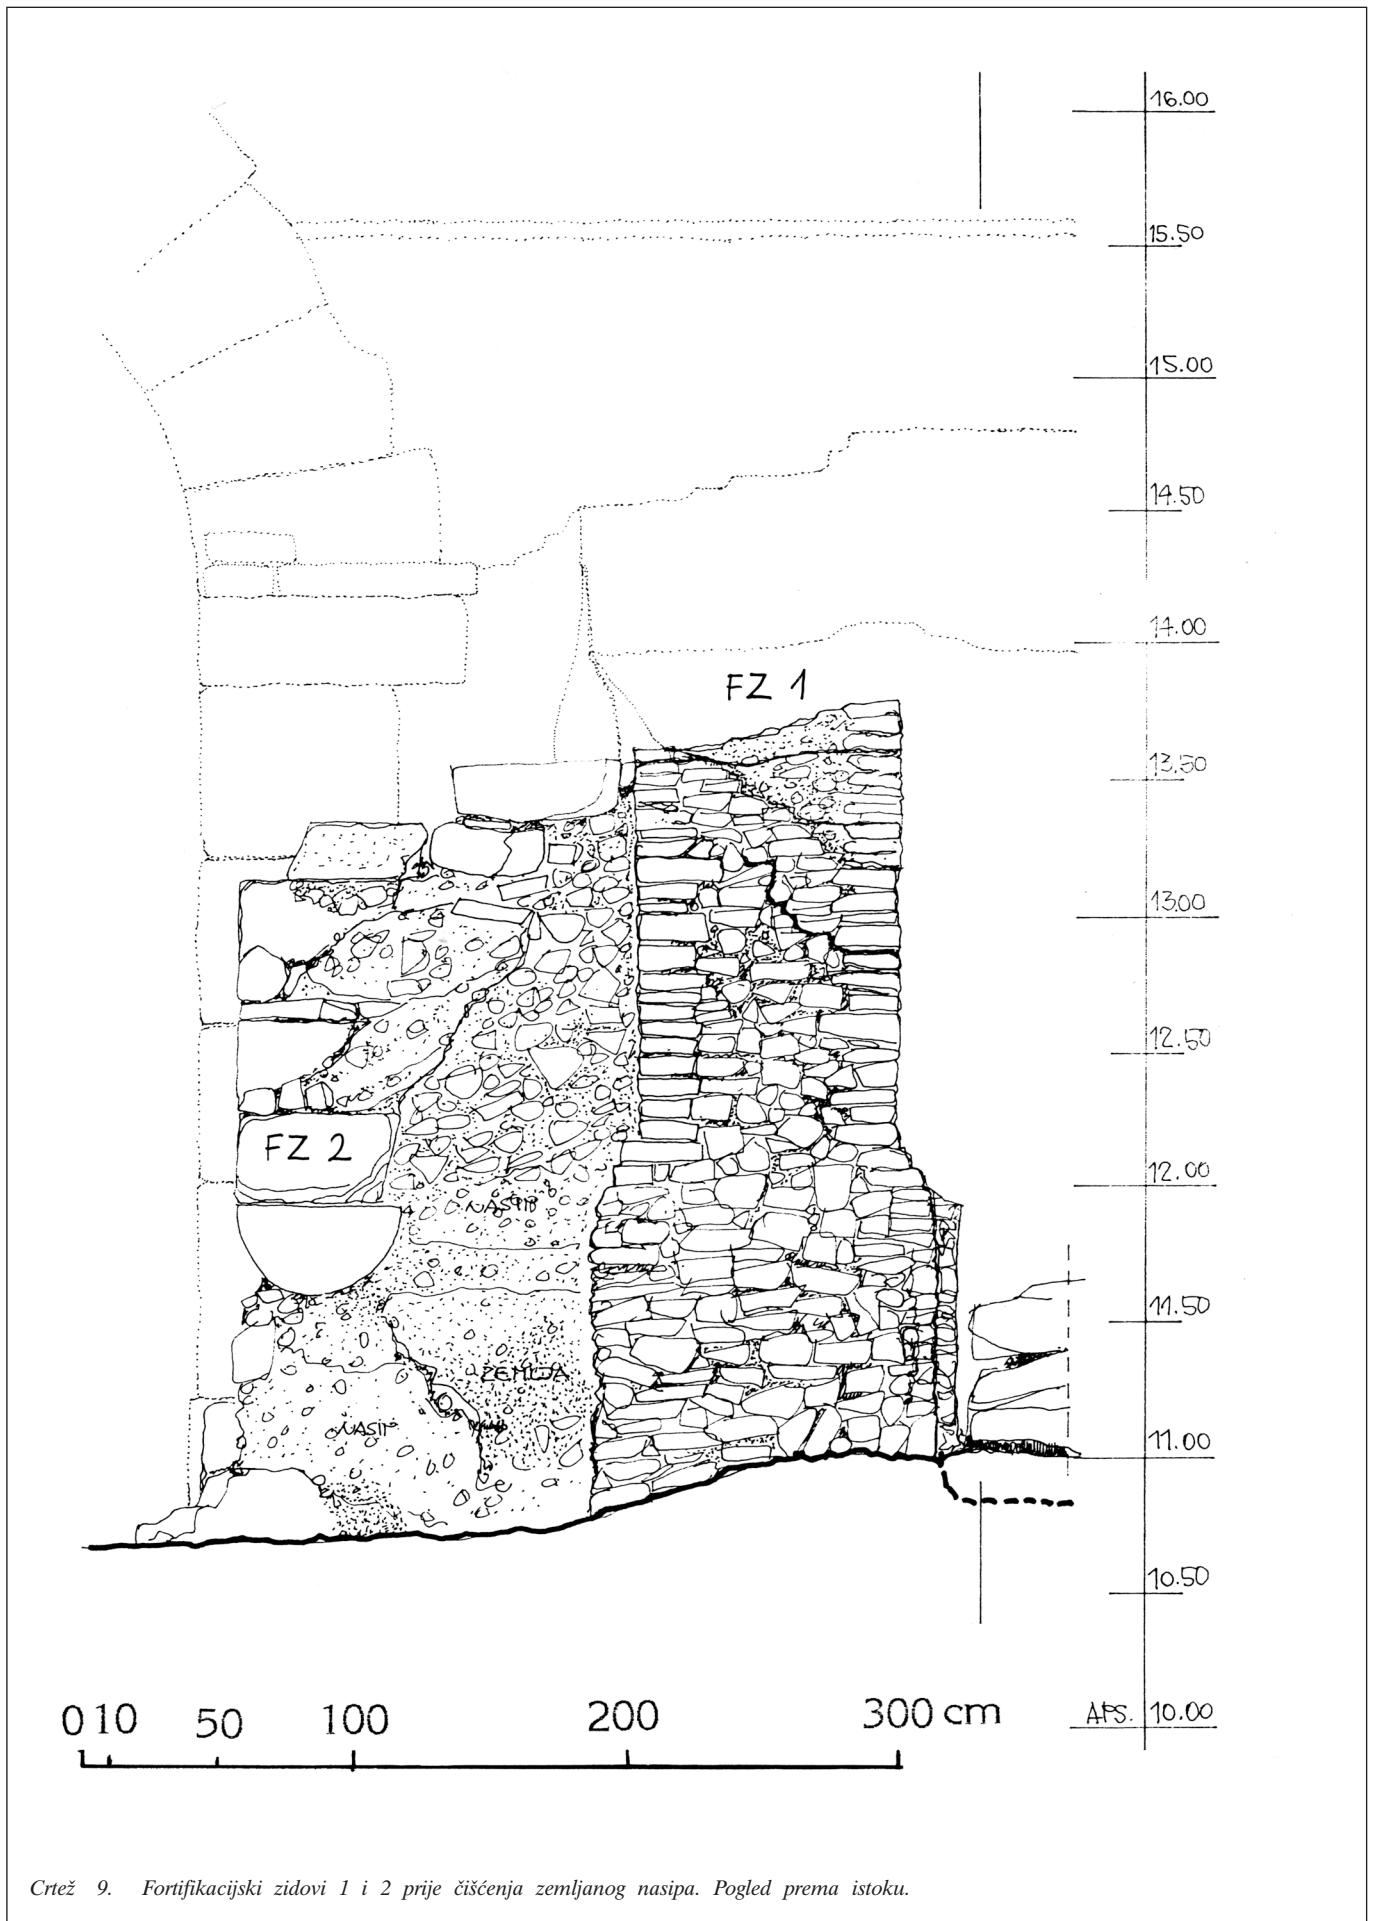 16.00
15.50
15.00
14.50
14.00
FZ 1
13.50
13.00
12.50
FZ 2
12.00
NASIP
11.50
ZEMLJA
NASIP
11.00
10.50
0 10 50 100 200 300 cm
APS. 10.00
Crtež 9. Fortifikacijski zidovi 1 i 2 prije čišćenja zemljanog nasipa. Pogled prema istoku.